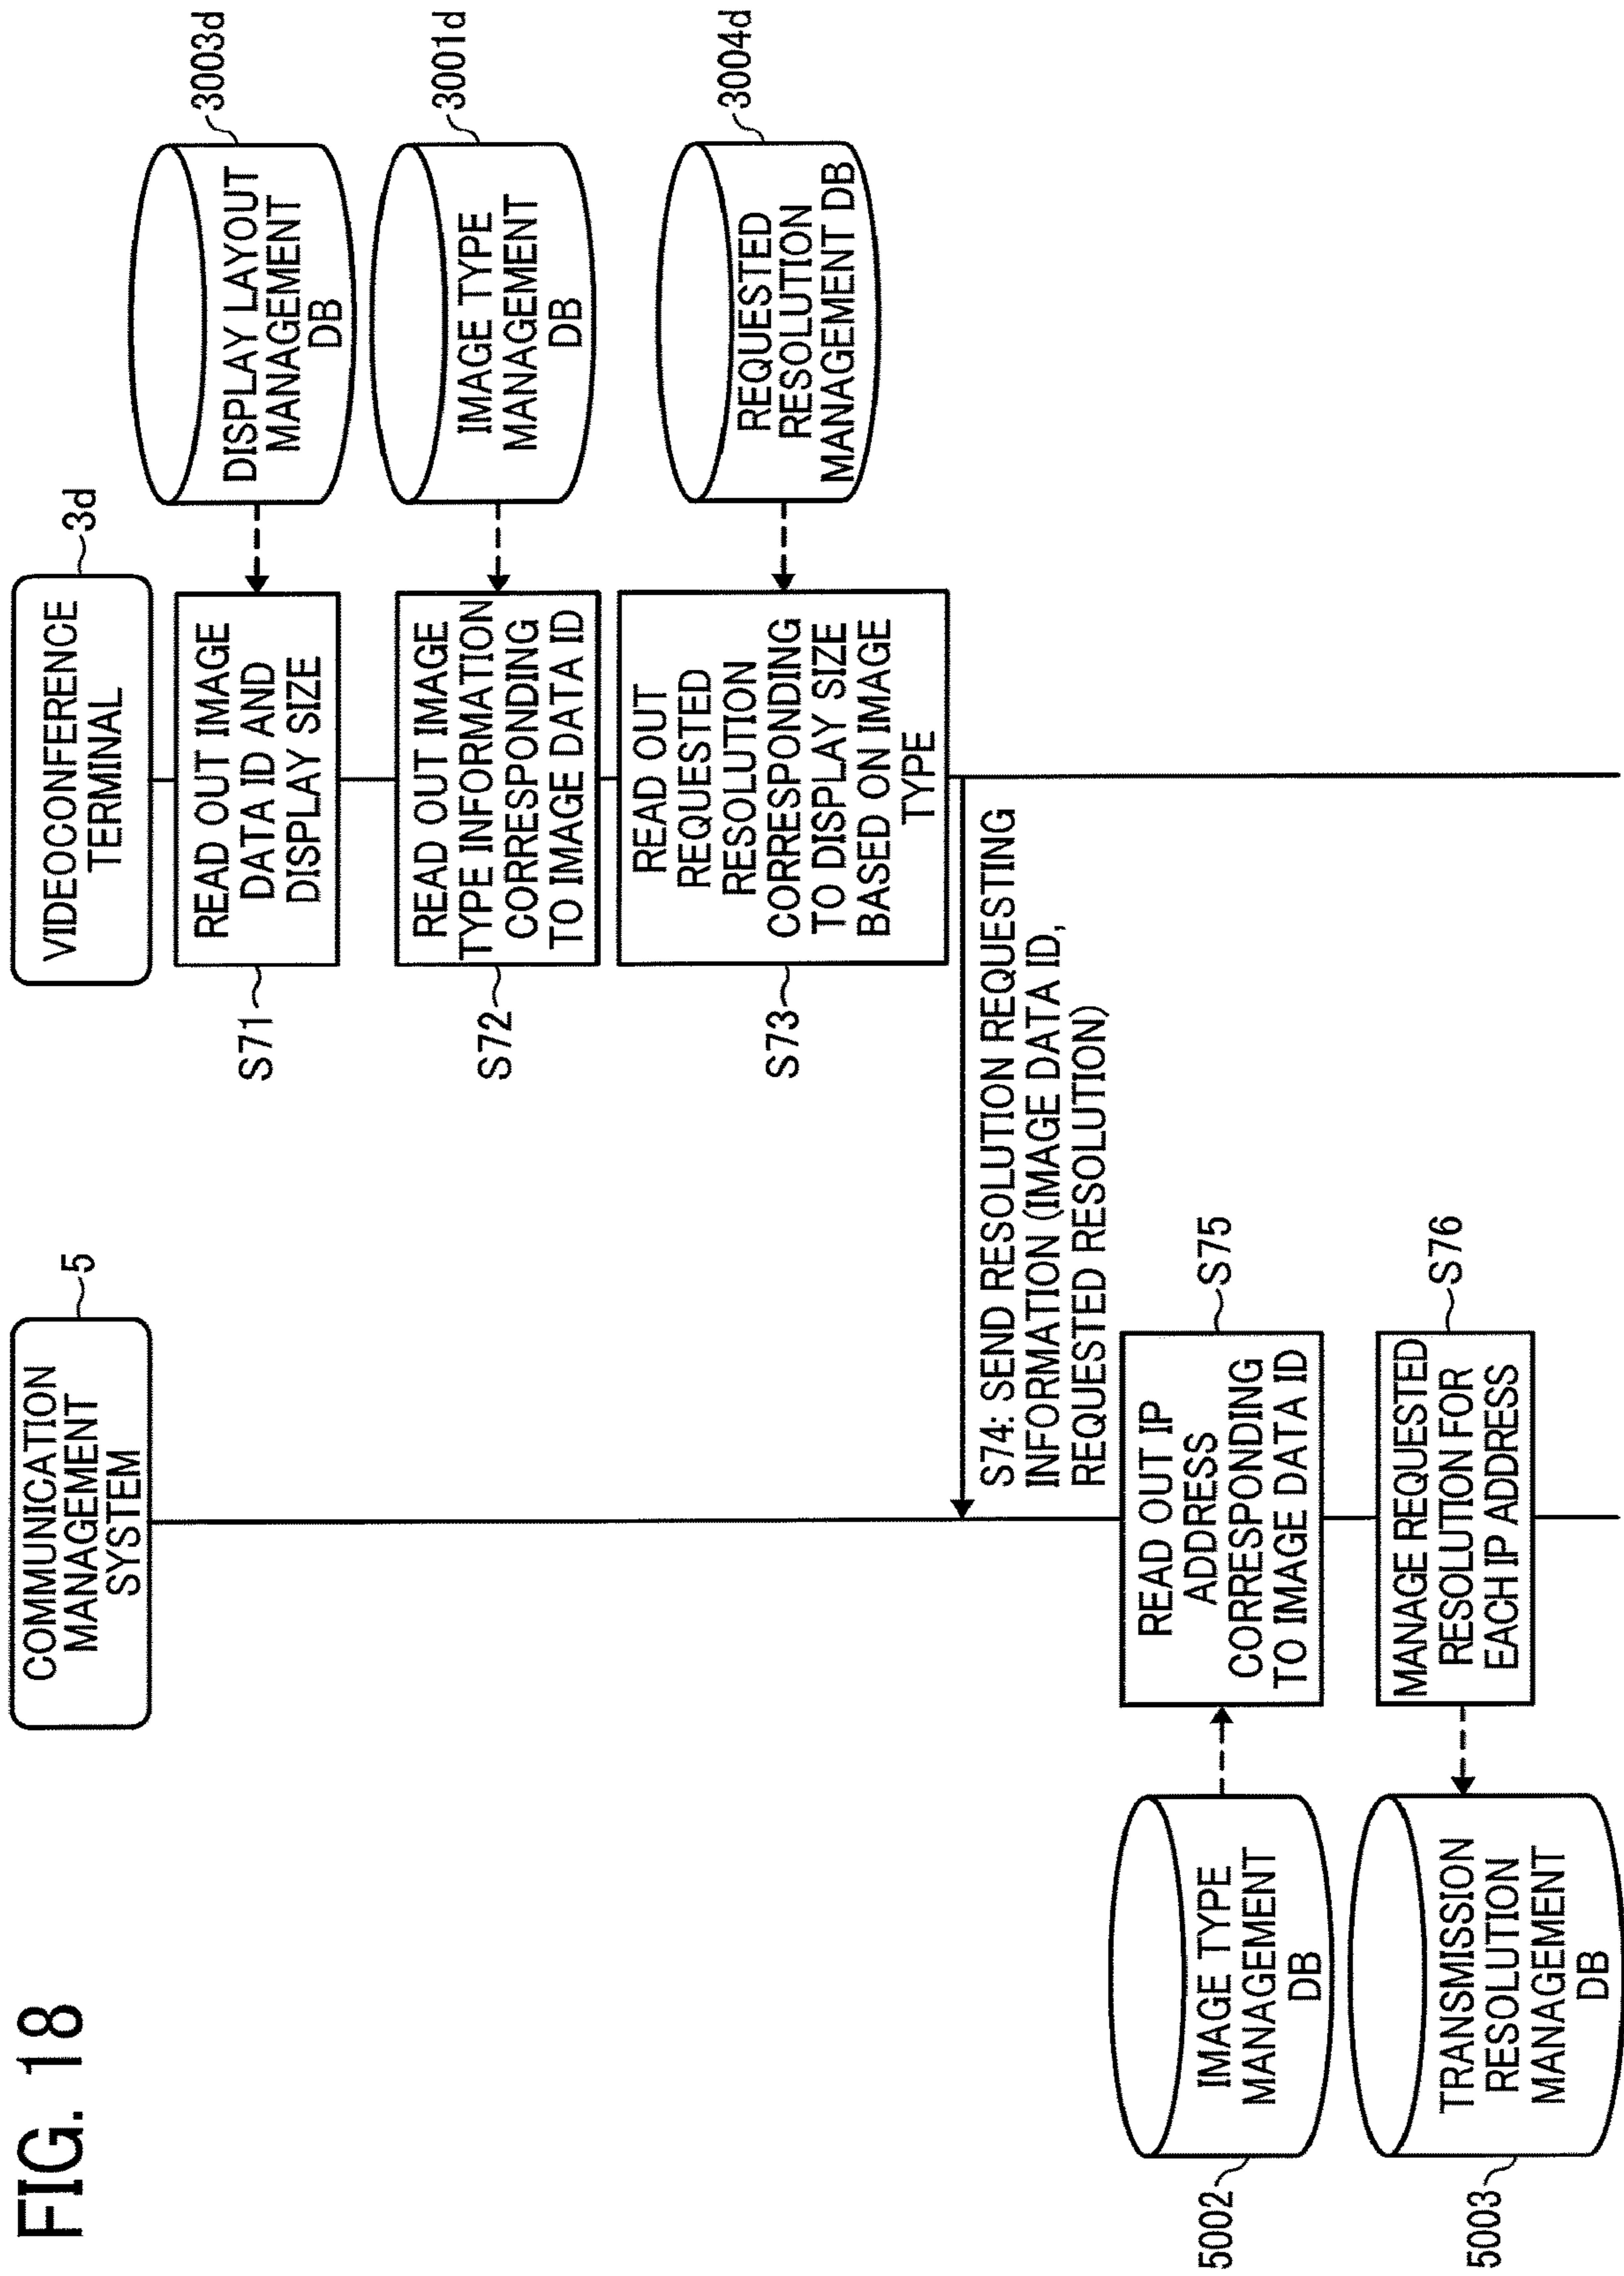 FIG. 18
COMMUNICATION
MANAGEMENT
SYSTEM
5
VIDEOCONFERENCE
TERMINAL
3d
READ OUT IMAGE
DATA ID AND
DISPLAY SIZE
S71
DISPLAY LAYOUT
MANAGEMENT
DB
3003d
READ OUT IMAGE
TYPE INFORMATION
CORRESPONDING
TO IMAGE DATA ID
S72
IMAGE TYPE
MANAGEMENT
DB
3001d
READ OUT
REQUESTED
RESOLUTION
CORRESPONDING
TO DISPLAY SIZE
BASED ON IMAGE
TYPE
S73
REQUESTED
RESOLUTION
MANAGEMENT DB
3004d
S74: SEND RESOLUTION REQUESTING
INFORMATION (IMAGE DATA ID,
REQUESTED RESOLUTION)
IMAGE TYPE
MANAGEMENT
DB
5002
READ OUT IP
ADDRESS
CORRESPONDING
TO IMAGE DATA ID
S75
TRANSMISSION
RESOLUTION
MANAGEMENT
DB
5003
MANAGE REQUESTED
RESOLUTION FOR
EACH IP ADDRESS
S76